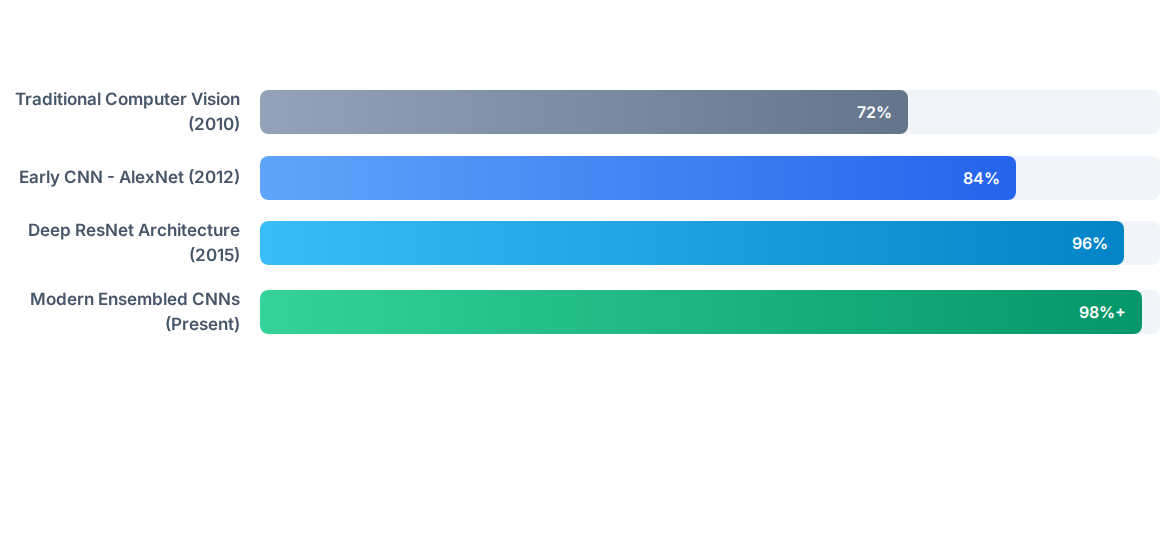 Traditional Computer Vision
(2010)
72%
Early CNN - AlexNet (2012)
84%
Deep ResNet Architecture
(2015)
96%
Modern Ensembled CNNs
(Present)
98%+